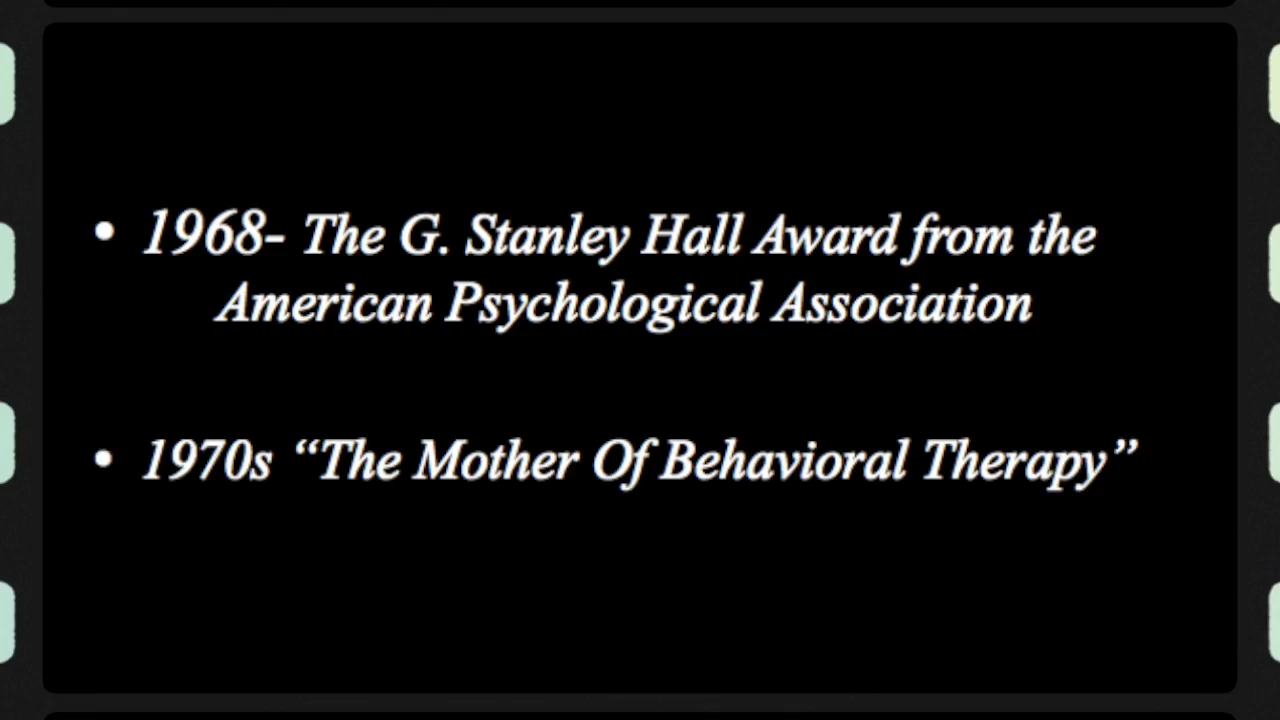 • 1968- The G. Stanley Hall Award from the
American Psychological Association
• 1970s “The Mother Of Behavioral Therapy”